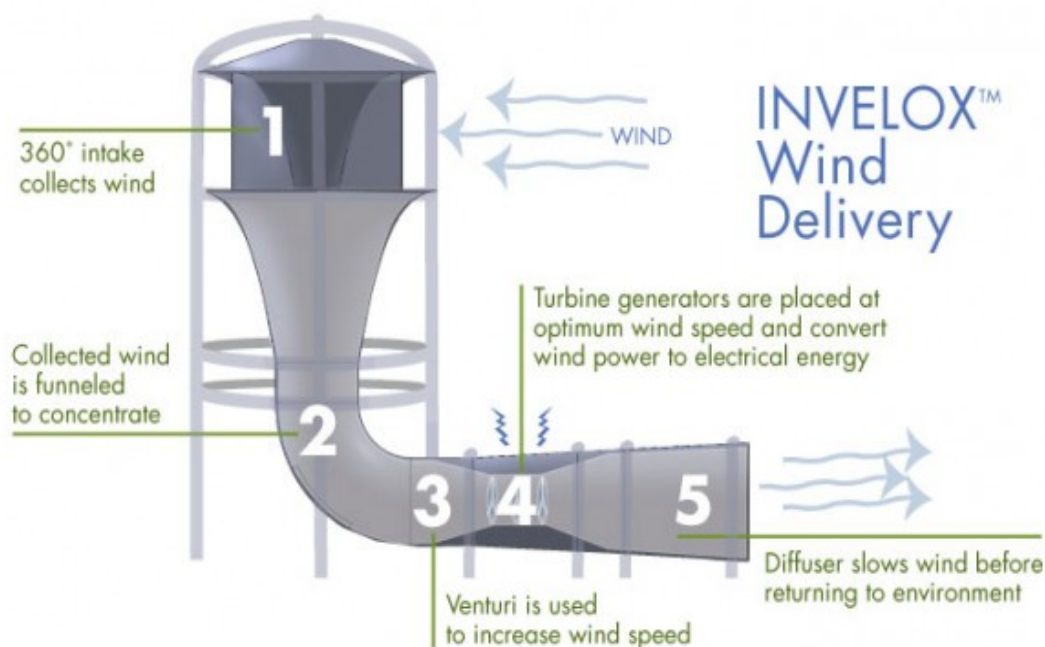 INVELOX™
Wind
Delivery
WIND
1
360° intake
collects wind
Collected wind
is funneled
to concentrate
2
3
Venturi is used
to increase wind speed
Turbine generators are placed at
optimum wind speed and convert
wind power to electrical energy
4
5
Diffuser slows wind before
returning to environment